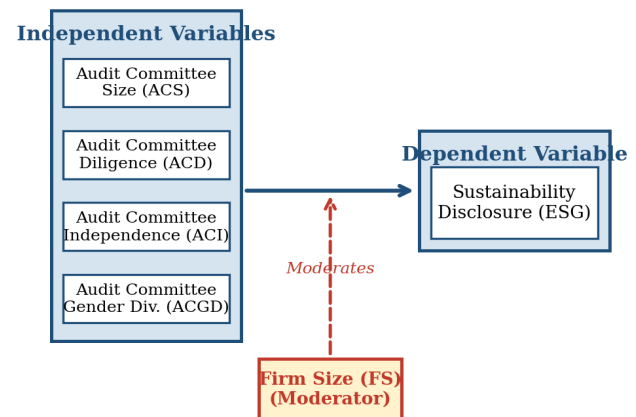 Independent Variables
Audit Committee
Size (ACS)
Audit Committee
Diligence (ACD)
Audit Committee
Independence (ACI)
Audit Committee
Gender Div. (ACGD)
Dependent Variable
Sustainability
Disclosure (ESG)
Moderates
Firm Size (FS)
(Moderator)